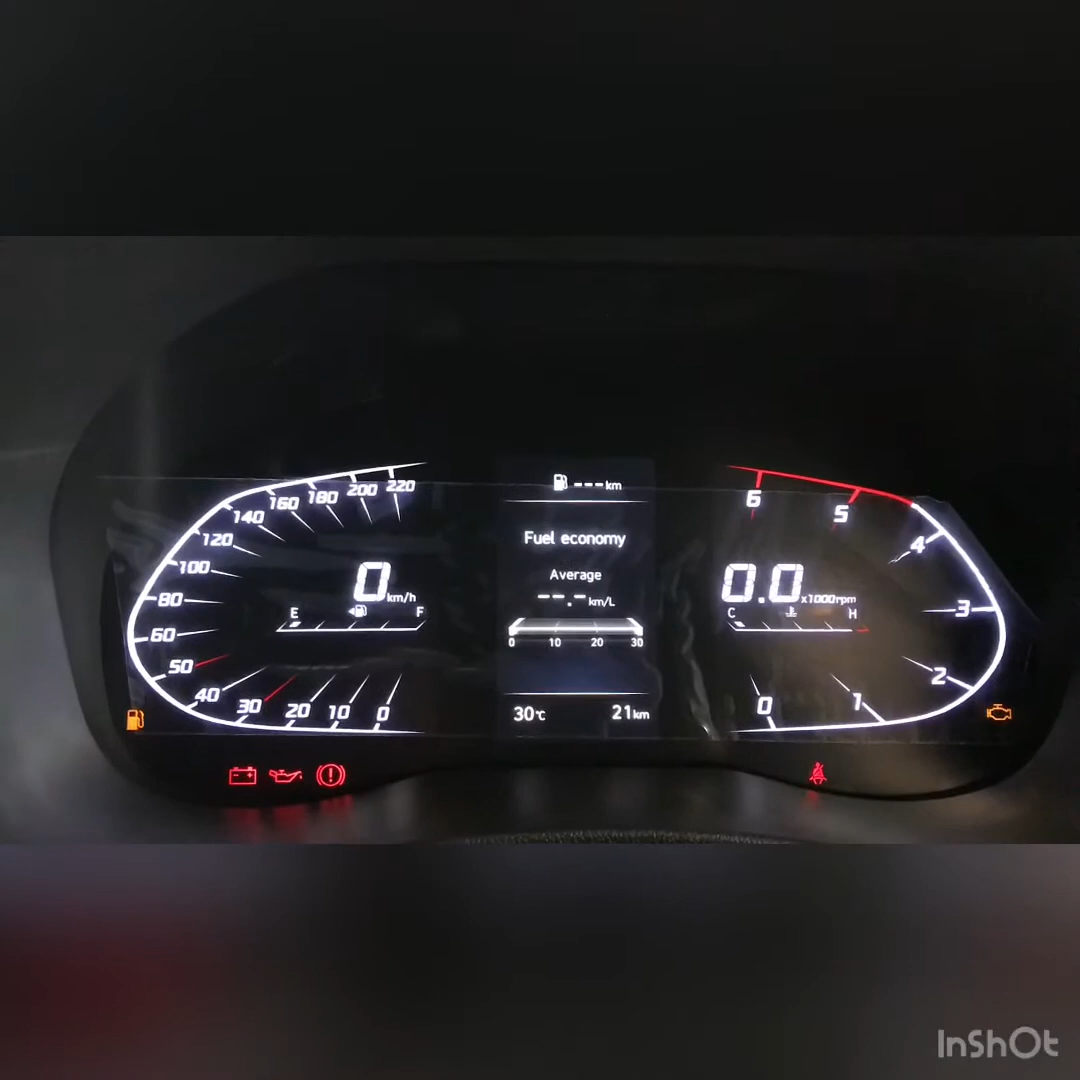 220
200
180
160
140
120
100
80
60
50
40
30
20
10
0
0 km/h
E F
---km
Fuel economy
Average
--.- km/L
0 10 20 30
30°C 21km
6
5
4
3
2
1
0
0.0 x1000rpm
C H
InShOt